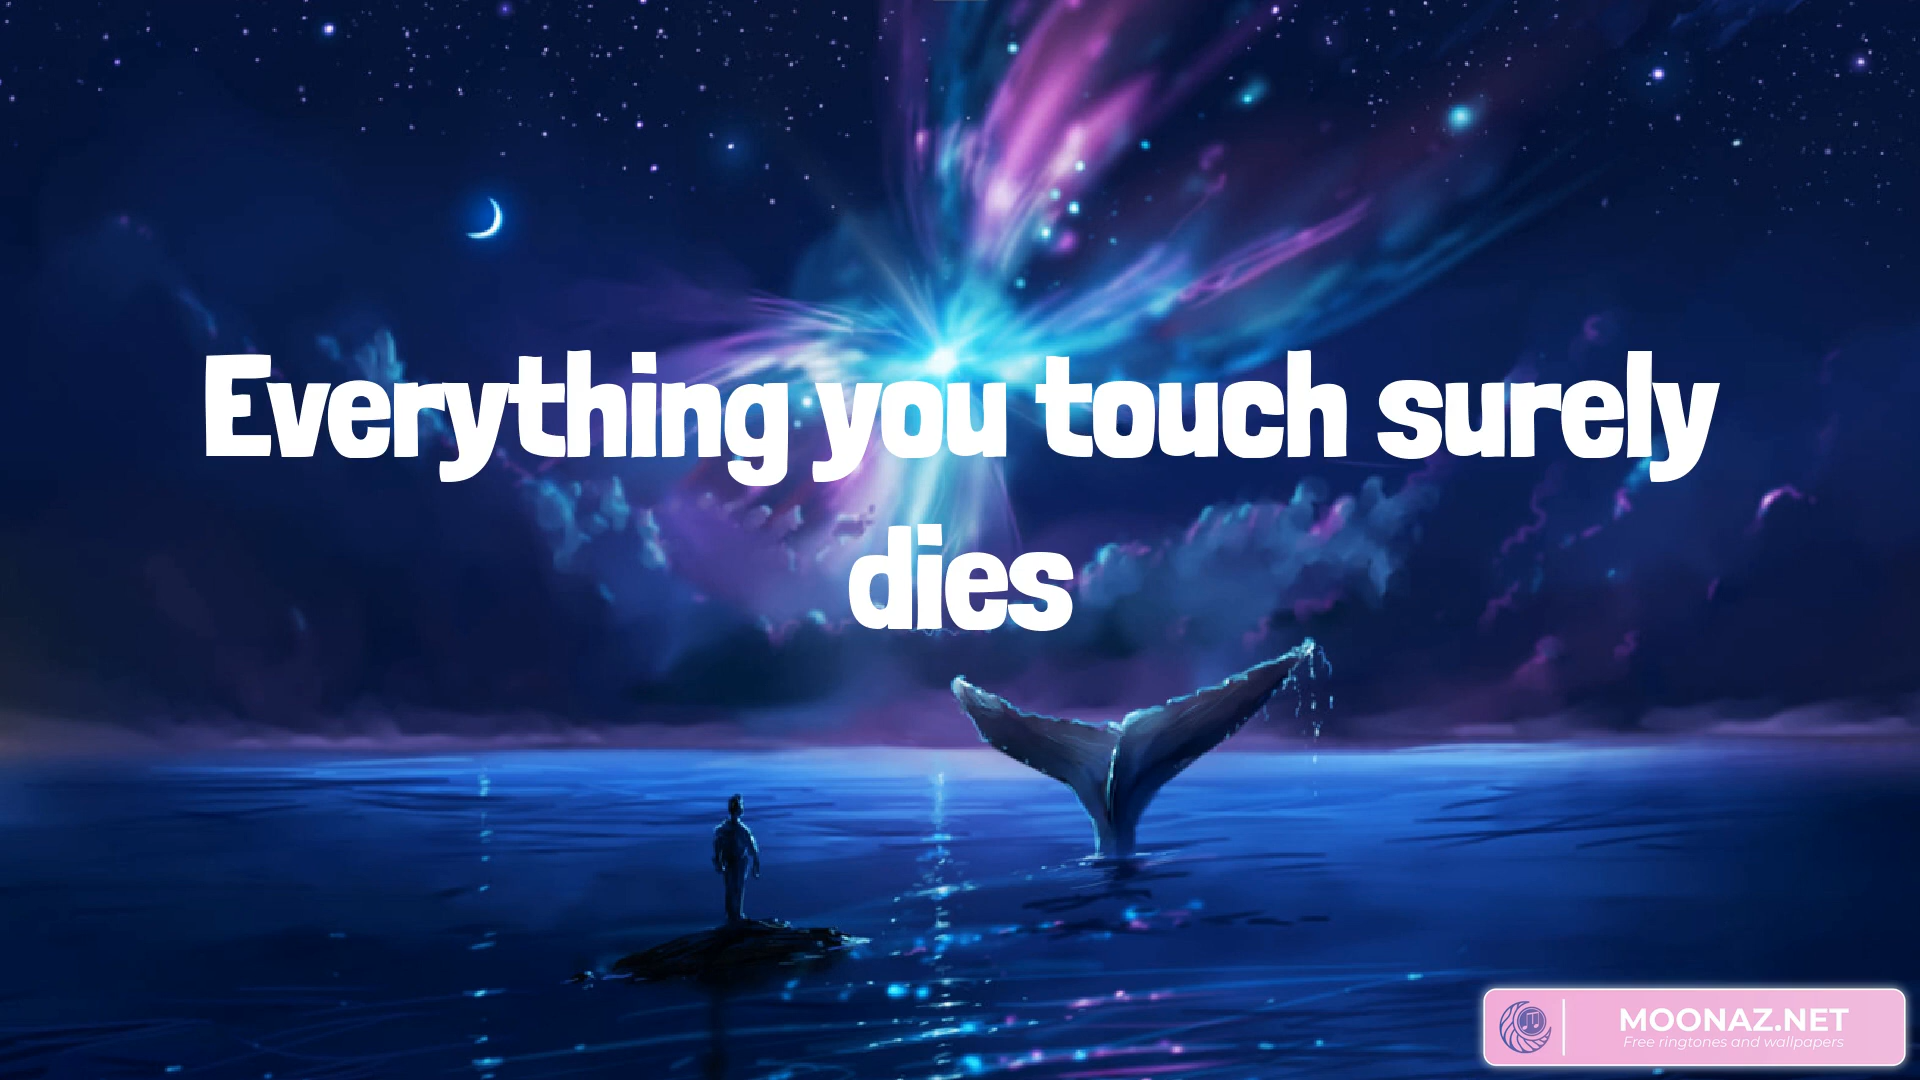 Everything you touch surely
dies
MOONAZ.NET
Free ringtones and wallpapers